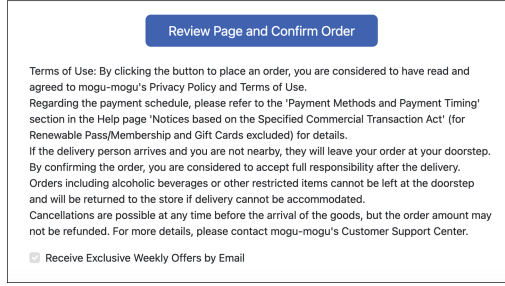 Review Page and Confirm Order
Terms of Use: By clicking the button to place an order, you are considered to have read and
agreed to mogu-mogu's Privacy Policy and Terms of Use.
Regarding the payment schedule, please refer to the 'Payment Methods and Payment Timing'
section in the Help page 'Notices based on the Specified Commercial Transaction Act' (for
Renewable Pass/Membership and Gift Cards excluded) for details.
If the delivery person arrives and you are not nearby, they will leave your order at your doorstep.
By confirming the order, you are considered to accept full responsibility after the delivery.
Orders including alcoholic beverages or other restricted items cannot be left at the doorstep
and will be returned to the store if delivery cannot be accommodated.
Cancellations are possible at any time before the arrival of the goods, but the order amount may
not be refunded. For more details, please contact mogu-mogu's Customer Support Center.
Receive Exclusive Weekly Offers by Email